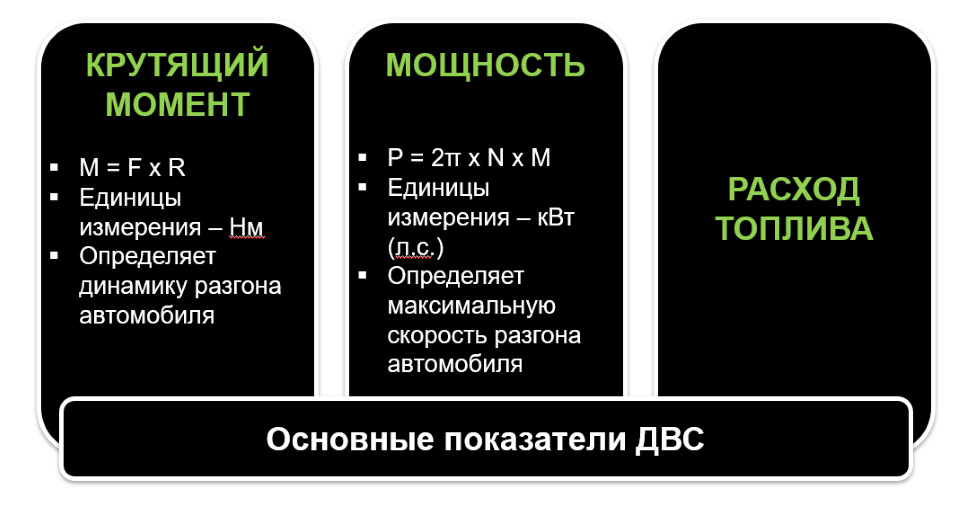 КРУТЯЩИЙ
МОМЕНТ
▪ M = F x R
▪ Единицы
измерения – Нм
▪ Определяет
динамику разгона
автомобиля
МОЩНОСТЬ
▪ P = 2π x N x M
▪ Единицы
измерения – кВт
(л.с.)
▪ Определяет
максимальную
скорость разгона
автомобиля
РАСХОД
ТОПЛИВА
Основные показатели ДВС